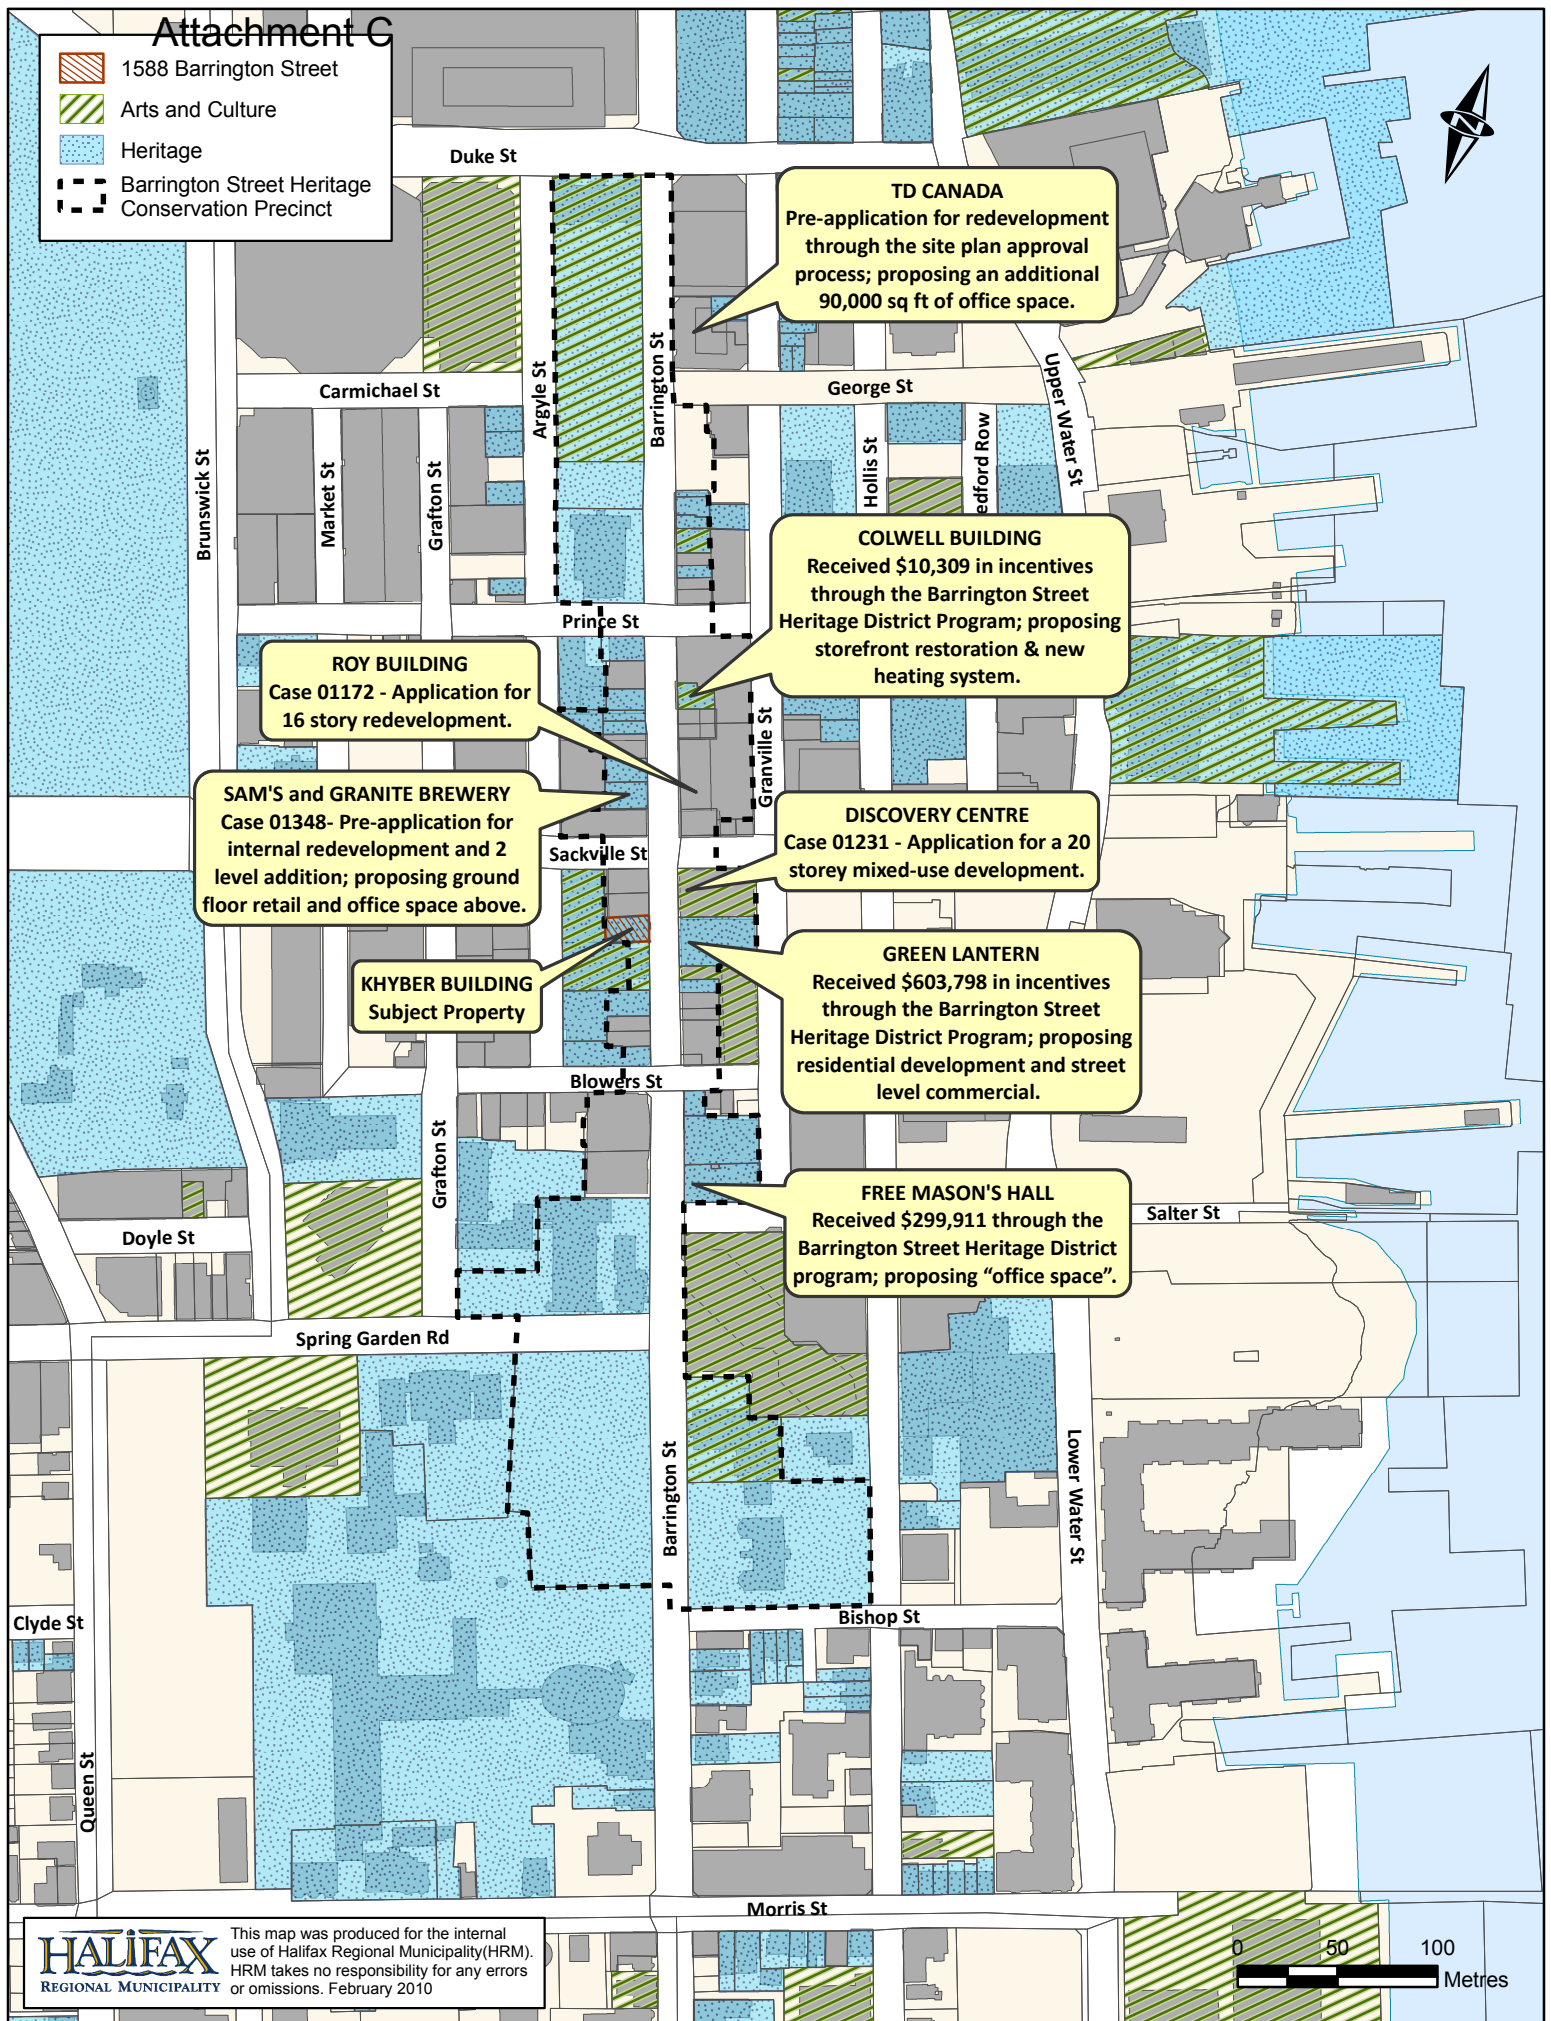 Attachment C
1588 Barrington Street
Arts and Culture
Heritage
Barrington Street Heritage
Conservation Precinct
Duke St
TD CANADA
Pre-application for redevelopment
through the site plan approval
process; proposing an additional
90,000 sq ft of office space.
Carmichael St
Argyle St
Barrington St
George St
Upper Water St
Brunswick St
Market St
Grafton St
Hollis St
edford Row
COLWELL BUILDING
Received $10,309 in incentives
through the Barrington Street
Heritage District Program; proposing
storefront restoration & new
heating system.
Prince St
ROY BUILDING
Case 01172 - Application for
16 story redevelopment.
Granville St
SAM'S and GRANITE BREWERY
Case 01348- Pre-application for
internal redevelopment and 2
level addition; proposing ground
floor retail and office space above.
Sackville St
DISCOVERY CENTRE
Case 01231 - Application for a 20
storey mixed-use development.
KHYBER BUILDING
Subject Property
GREEN LANTERN
Received $603,798 in incentives
through the Barrington Street
Heritage District Program; proposing
residential development and street
level commercial.
Blowers St
Grafton St
FREE MASON'S HALL
Received $299,911 through the
Barrington Street Heritage District
program; proposing “office space”.
Salter St
Doyle St
Spring Garden Rd
Barrington St
Lower Water St
Bishop St
Clyde St
Queen St
Morris St
HALIFAX
REGIONAL MUNICIPALITY
This map was produced for the internal
use of Halifax Regional Municipality(HRM).
HRM takes no responsibility for any errors
or omissions. February 2010
0 50 100
Metres